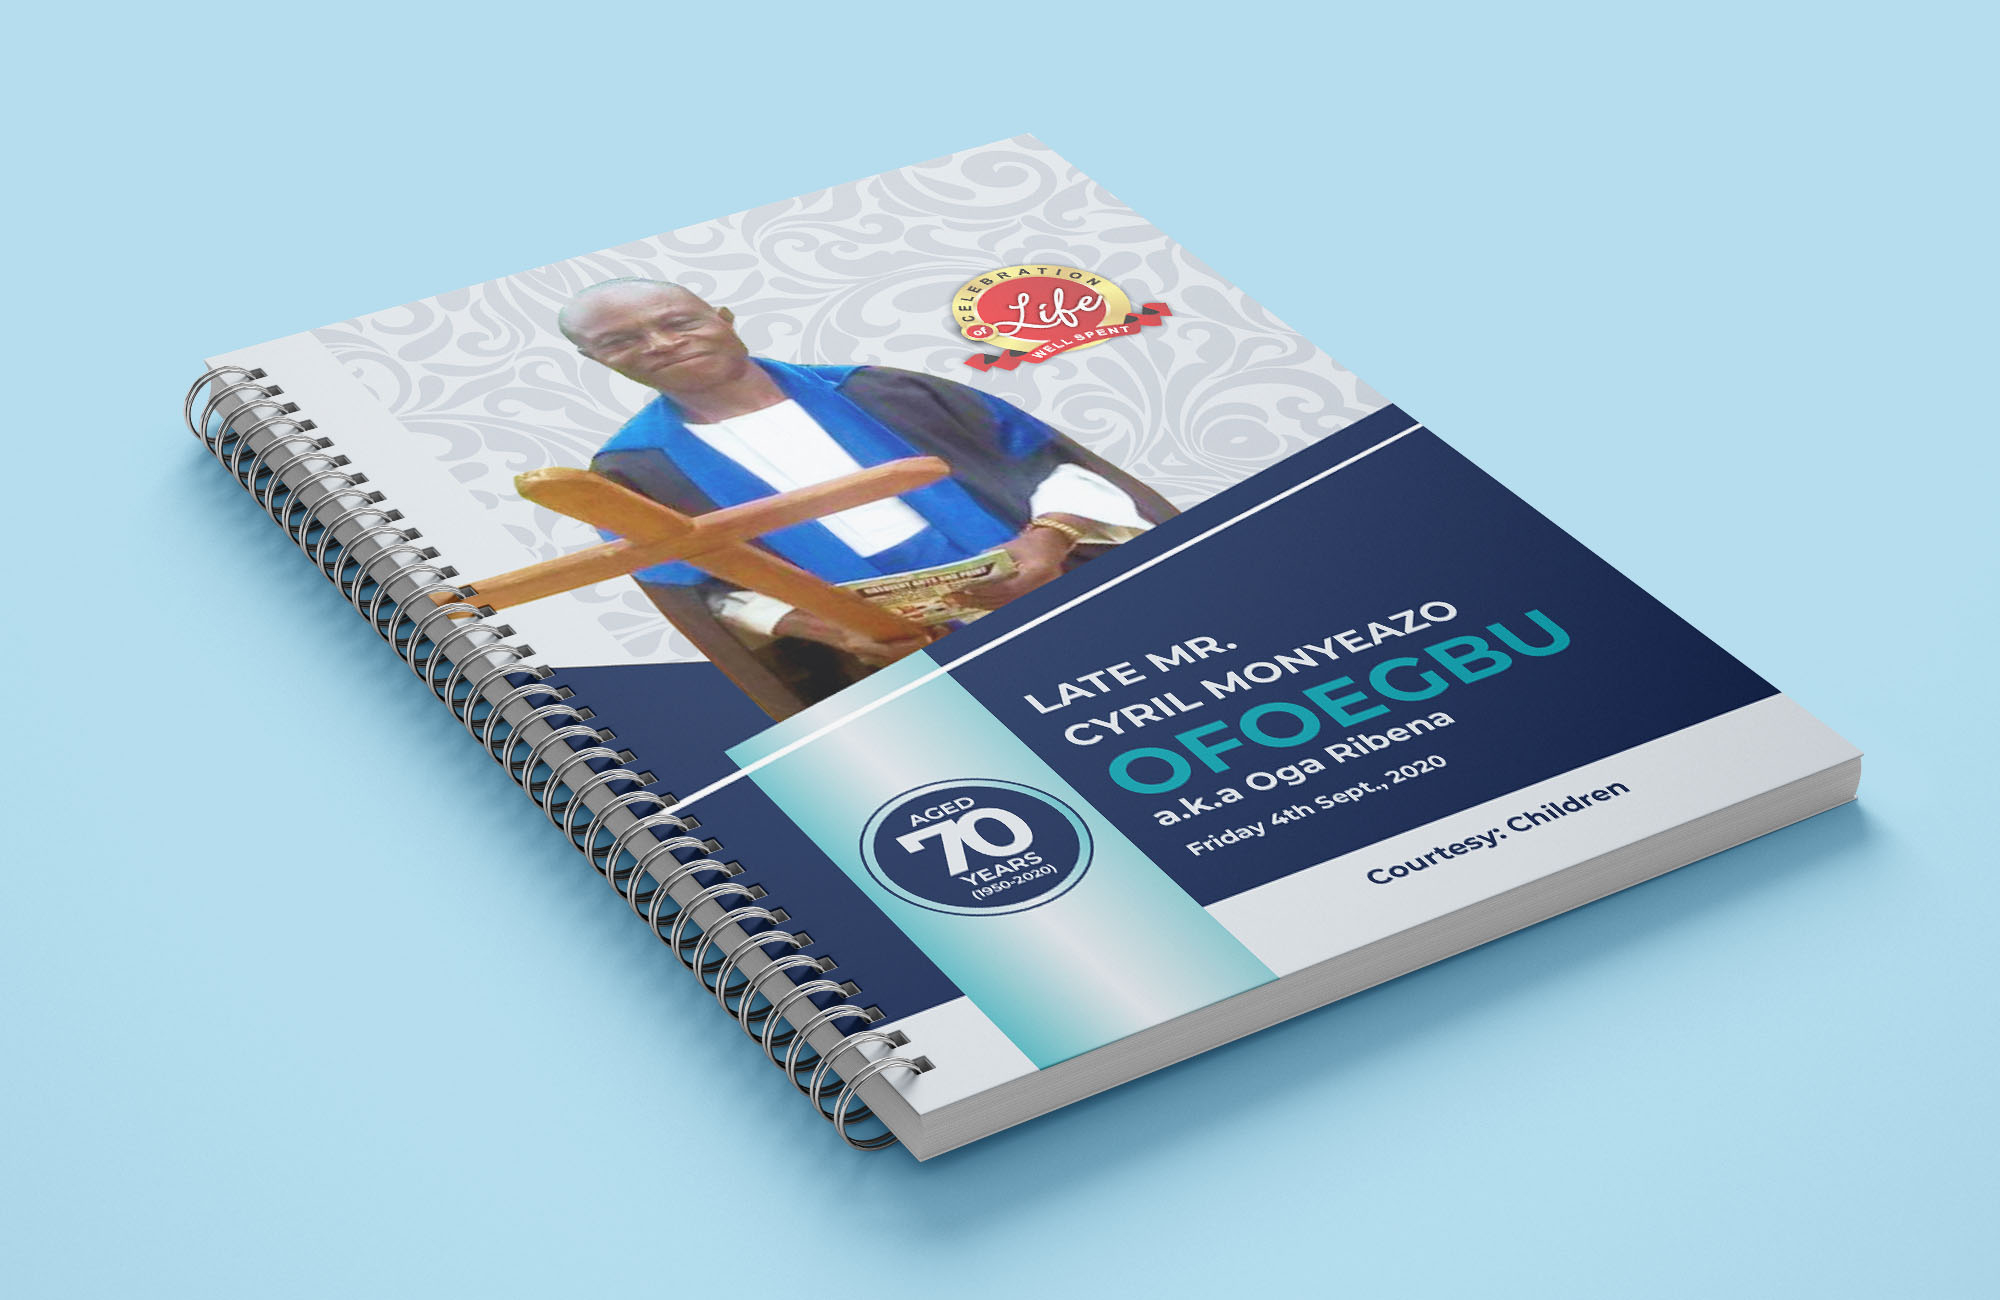 CELEBRATION
of
Life
WELL SPENT
LATE MR.
CYRIL MONYEAZO
OFOEGBU
a.k.a Oga Ribena
Friday 4th Sept., 2020
AGED
70
YEARS
(1950-2020)
Courtesy: Children